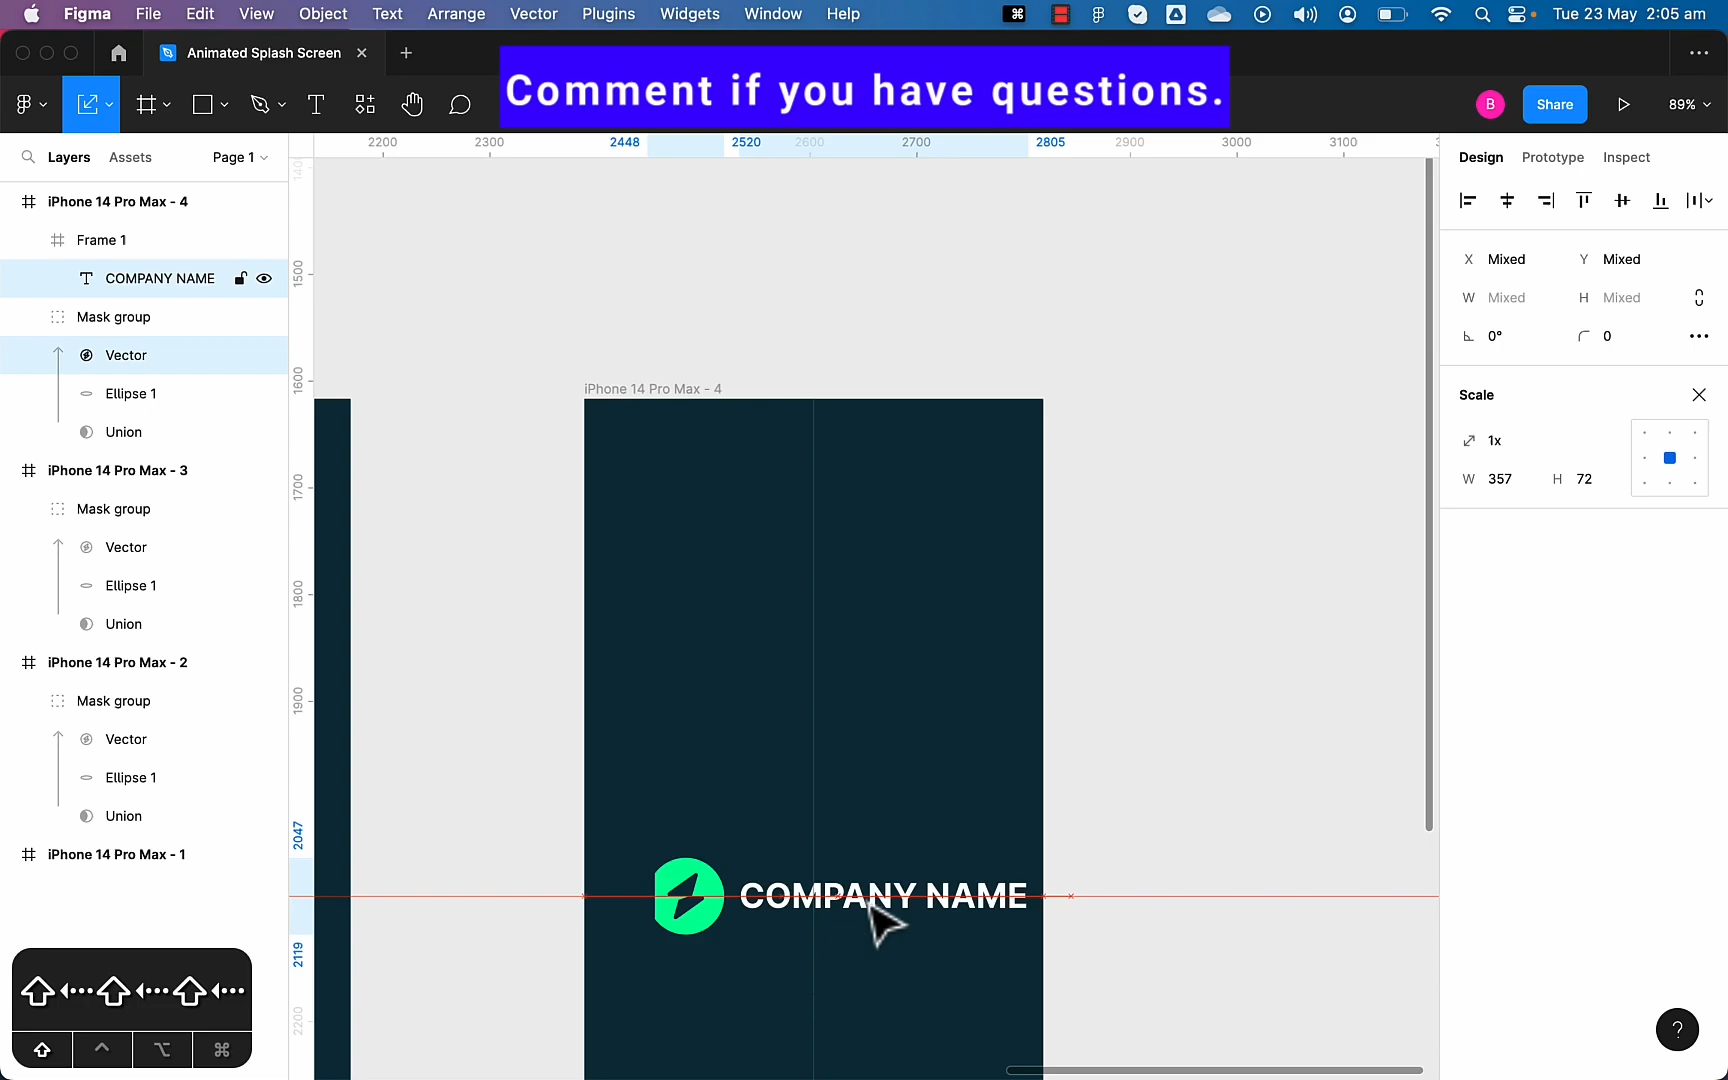 Figma File Edit View Object Text Arrange Vector Plugins Widgets Window Help Tue 23 May 2:05 am
Animated Splash Screen
Comment if you have questions.
B Share 89%
Layers Assets Page 1
2200 2300 2448 2520 2600 2700 2805 2900 3000 3100
Design Prototype Inspect
iPhone 14 Pro Max - 4
Frame 1
COMPANY NAME
Mask group
Vector
Ellipse 1
Union
iPhone 14 Pro Max - 3
Mask group
Vector
Ellipse 1
Union
iPhone 14 Pro Max - 2
Mask group
Vector
Ellipse 1
Union
iPhone 14 Pro Max - 1
1500
1600
1700
1800
1900
2047
2119
2200
iPhone 14 Pro Max - 4
COMPANY NAME
X Mixed Y Mixed
W Mixed H Mixed
0° 0
Scale
1x
W 357 H 72
?